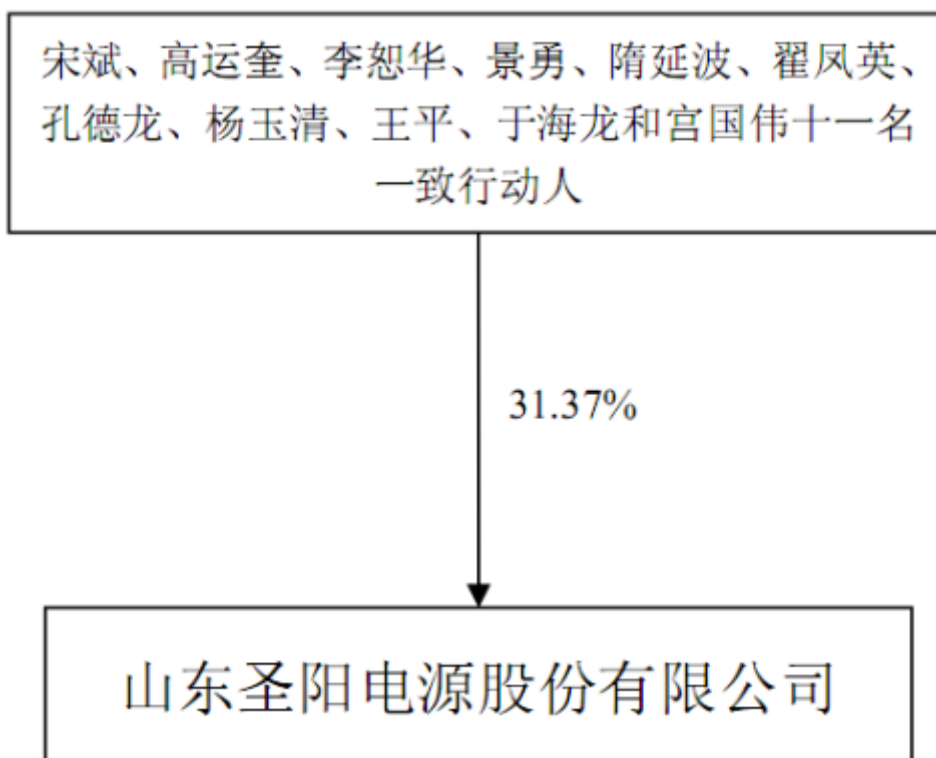 宋斌、高运奎、李恕华、景勇、隋延波、翟凤英、
孔德龙、杨玉清、王平、于海龙和宫国伟十一名
一致行动人
31.37%
山东圣阳电源股份有限公司